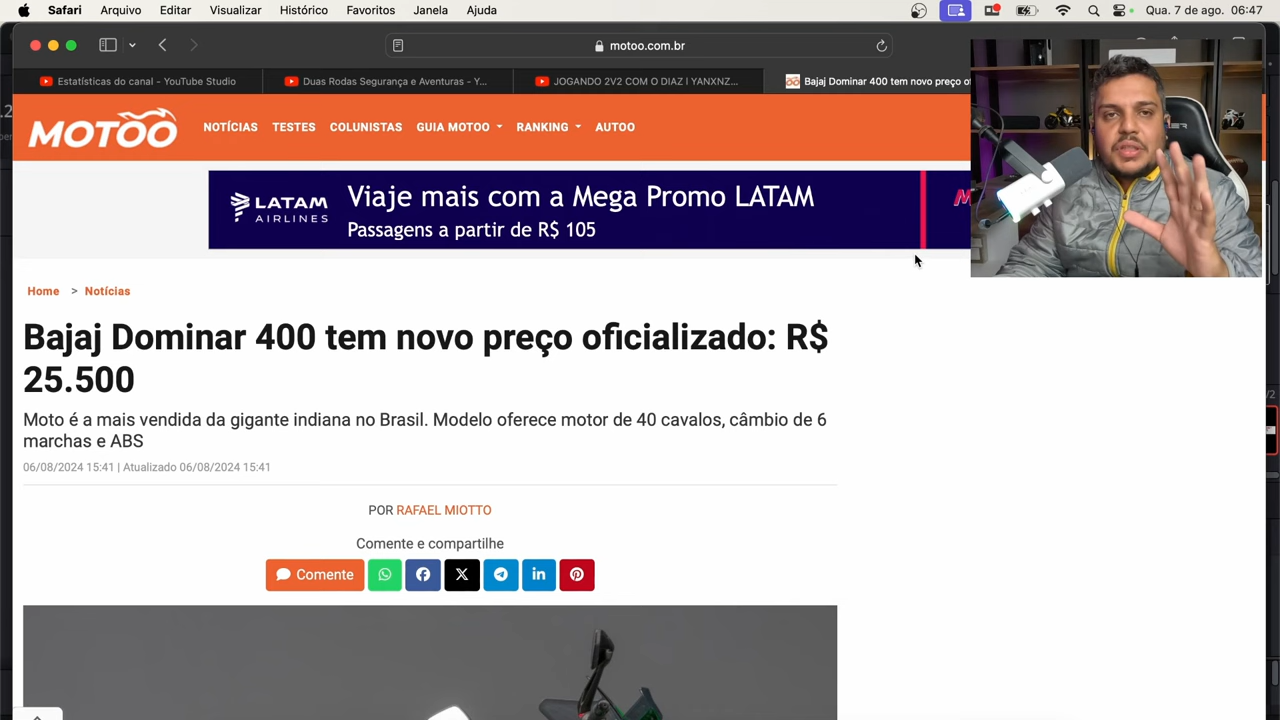 Safari Arquivo Editar Visualizar Histórico Favoritos Janela Ajuda Qua. 7 de ago. 06:47
motoo.com.br
Estatísticas do canal - YouTube Studio
Duas Rodas Segurança e Aventuras - Y...
JOGANDO 2V2 COM O DIAZ | YANXNZ...
Bajaj Dominar 400 tem novo preço of
MOTOO
NOTÍCIAS TESTES COLUNISTAS GUIA MOTOO RANKING AUTOO
LATAM
AIRLINES
Viaje mais com a Mega Promo LATAM
Passagens a partir de R$ 105
Home > Notícias
Bajaj Dominar 400 tem novo preço oficializado: R$
25.500
Moto é a mais vendida da gigante indiana no Brasil. Modelo oferece motor de 40 cavalos, câmbio de 6
marchas e ABS
06/08/2024 15:41 | Atualizado 06/08/2024 15:41
POR RAFAEL MIOTTO
Comente e compartilhe
Comente